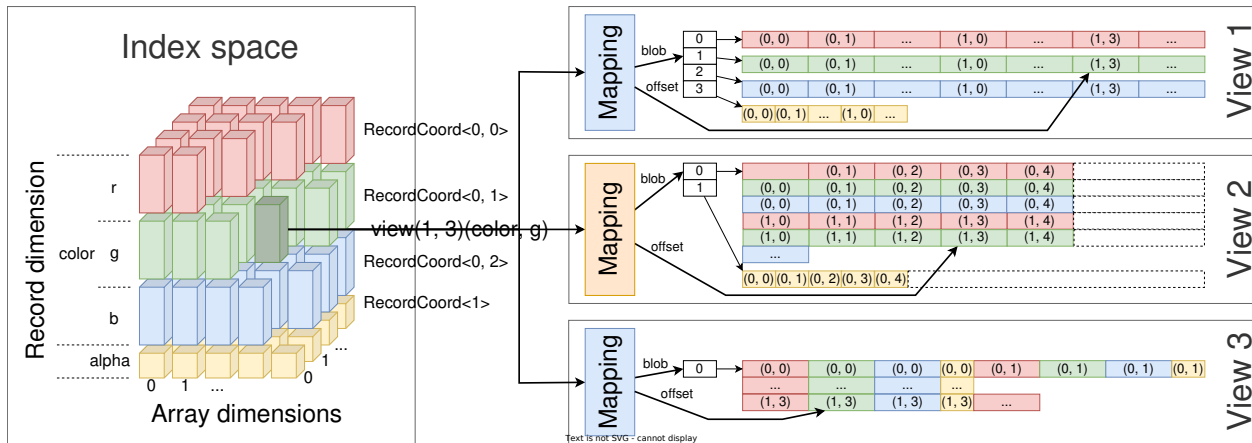 Index space
Record dimension
r
color
g
b
alpha
0
1
...
0
1
...
Array dimensions
RecordCoord<0, 0>
RecordCoord<0, 1>
view(1, 3)(color, g)
RecordCoord<0, 2>
RecordCoord<1>
View 1
Mapping
blob
offset
0
1
2
3
(0, 0) (0, 1) ... (1, 0) ... (1, 3) ...
(0, 0) (0, 1) ... (1, 0) ... (1, 3) ...
(0, 0) (0, 1) ... (1, 0) ... (1, 3) ...
(0, 0) (0, 1) ... (1, 0) ...
View 2
Mapping
blob
offset
0
1
(0, 1) (0, 2) (0, 3) (0, 4)
(0, 0) (0, 1) (0, 2) (0, 3) (0, 4)
(0, 0) (0, 1) (0, 2) (0, 3) (0, 4)
(1, 0) (1, 1) (1, 2) (1, 3) (1, 4)
(1, 0) (1, 1) (1, 2) (1, 3) (1, 4)
...
(0, 0) (0, 1) (0, 2) (0, 3) (0, 4)
View 3
Mapping
blob
offset
0
(0, 0) (0, 0) (0, 0) (0, 0) (0, 1) (0, 1) (0, 1) (0, 1)
... ... ... ...
(1, 3) (1, 3) (1, 3) (1, 3) ...
Text is not SVG - cannot display